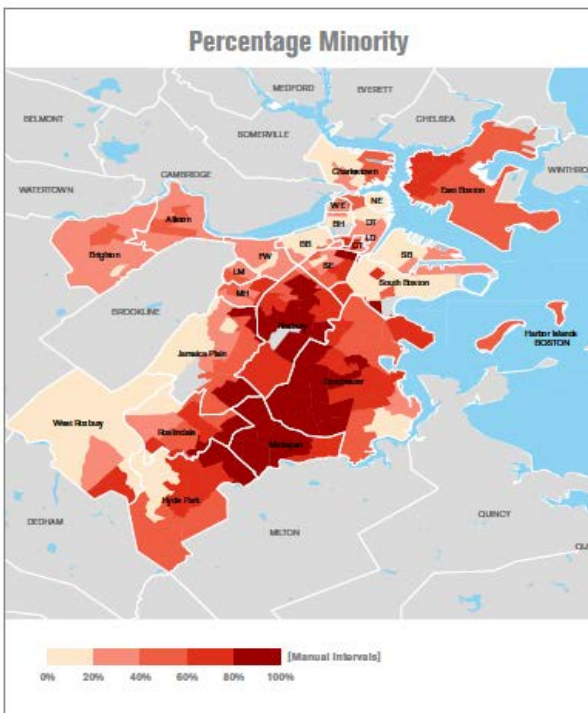 Percentage Minority
MEDFORD
EVERETT
BELMONT
CHELSEA
SOMERVILLE
WINTHRO
Charlestown
CAMBRIDGE
East Boston
WATERTOWN
WE
NE
Allston
BH
DT
LD
BB
CT
Brighton
FW
SB
SE
LM
South Boston
MH
BROOKLINE
Roxbury
Harbor Islands
BOSTON
Jamaica Plain
Dorchester
West Roxbury
Roslindale
Mattapan
Hyde Park
QUINCY
DEDHAM
MILTON
QU
[Manual Intervals]
0% 20% 40% 60% 80% 100%